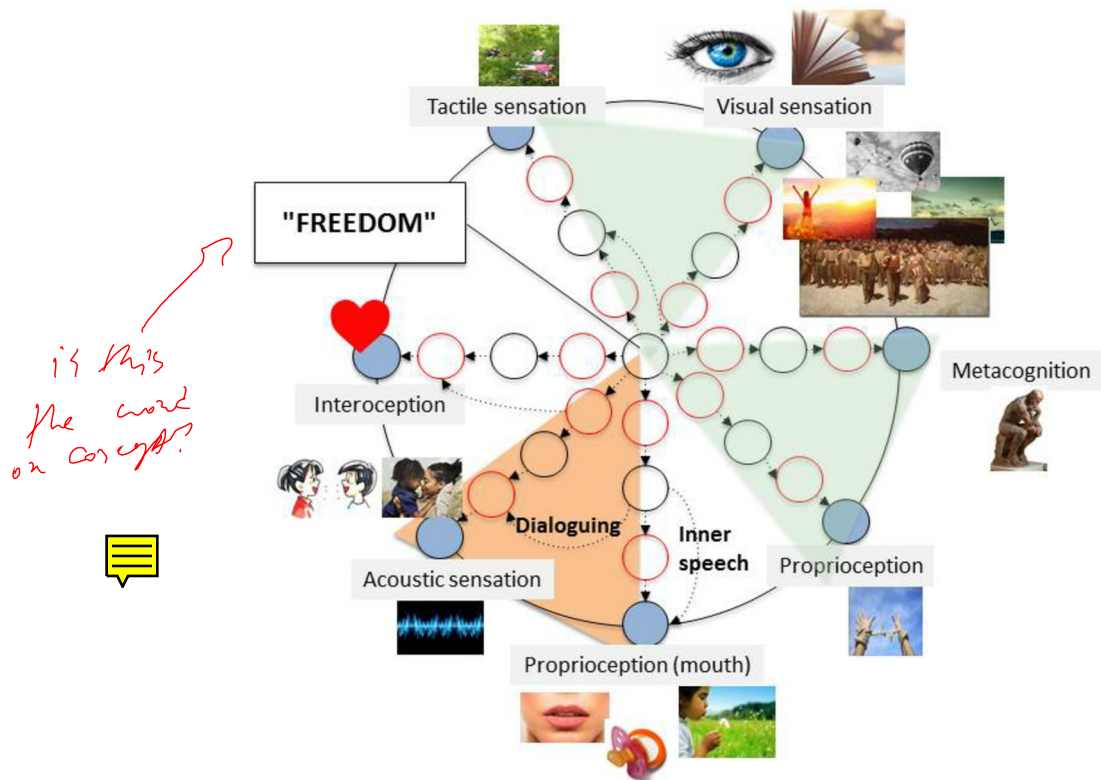 Tactile sensation
Visual sensation
"FREEDOM"
is this
the word
or concept?
Interoception
Metacognition
Dialoguing
Inner
speech
Acoustic sensation
Proprioception
Proprioception (mouth)